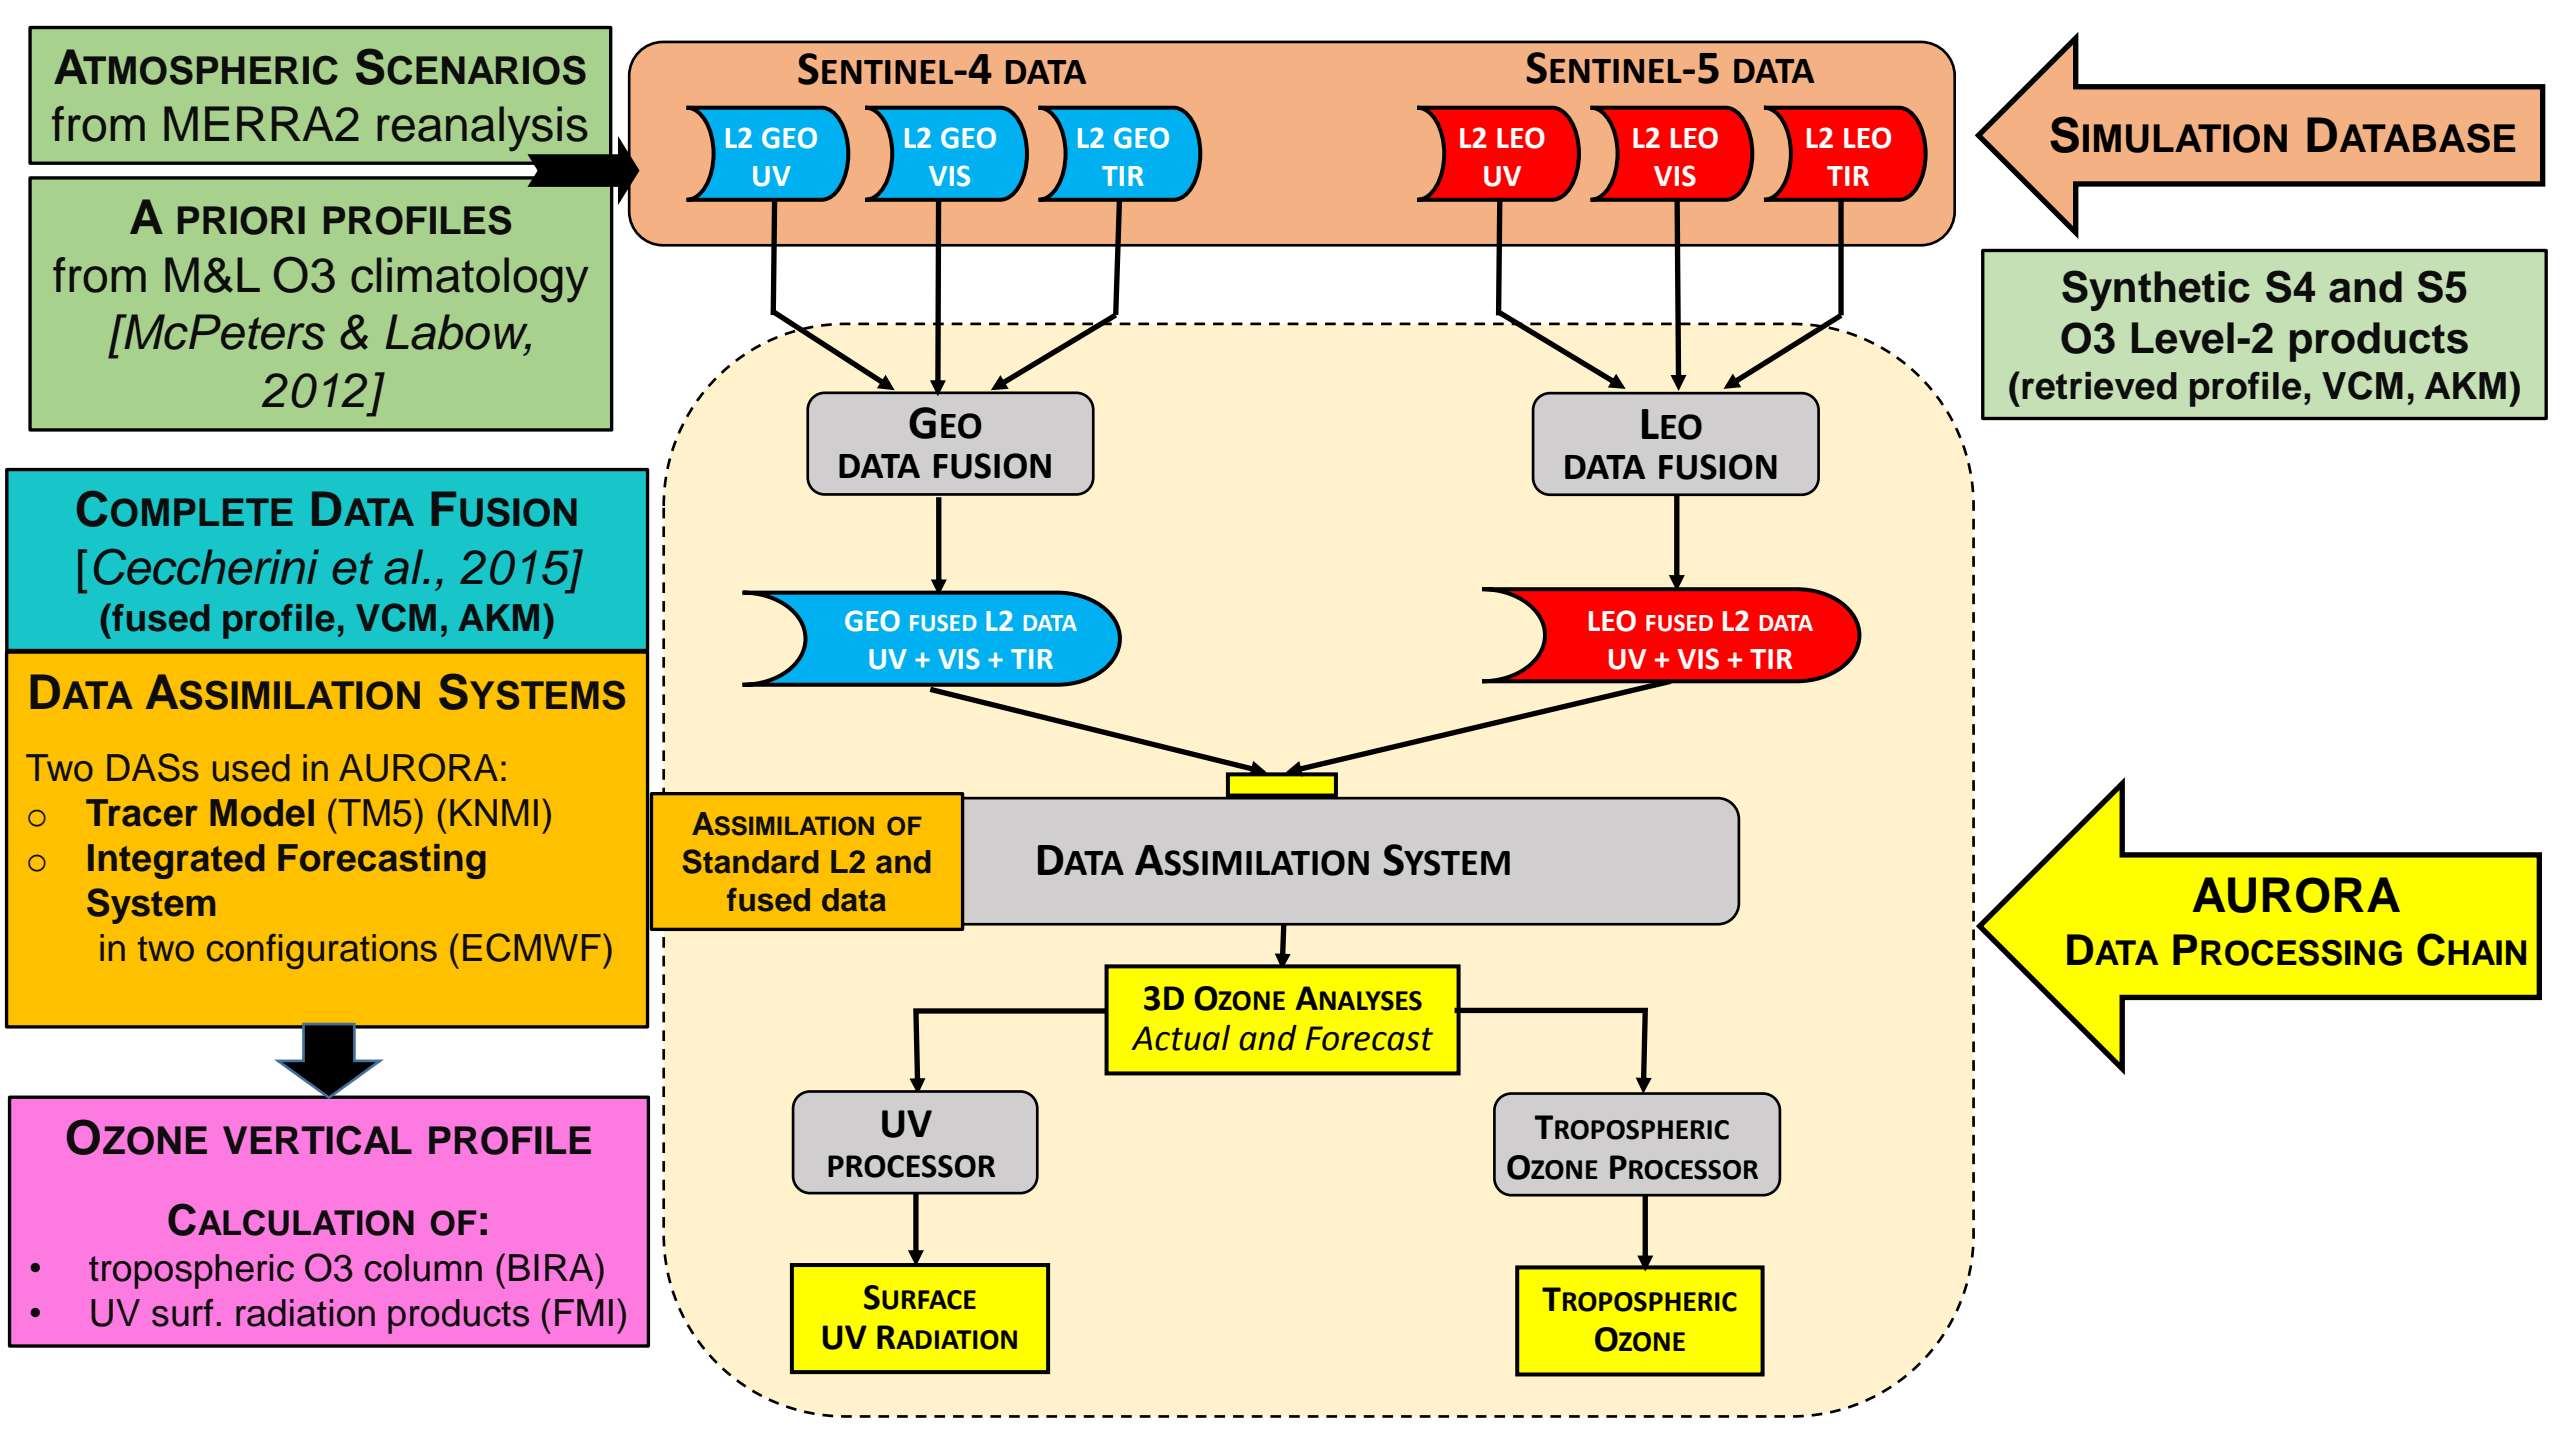 ATMOSPHERIC SCENARIOS
from MERRA2 reanalysis
A PRIORI PROFILES
from M&L O3 climatology
[McPeters & Labow,
2012]
SENTINEL-4 DATA
L2 GEO
UV
L2 GEO
VIS
L2 GEO
TIR
SENTINEL-5 DATA
L2 LEO
UV
L2 LEO
VIS
L2 LEO
TIR
SIMULATION DATABASE
Synthetic S4 and S5
O3 Level-2 products
(retrieved profile, VCM, AKM)
GEO
DATA FUSION
LEO
DATA FUSION
COMPLETE DATA FUSION
[Ceccherini et al., 2015]
(fused profile, VCM, AKM)
GEO FUSED L2 DATA
UV + VIS + TIR
LEO FUSED L2 DATA
UV + VIS + TIR
DATA ASSIMILATION SYSTEMS
Two DASs used in AURORA:
o Tracer Model (TM5) (KNMI)
o Integrated Forecasting
System
in two configurations (ECMWF)
ASSIMILATION OF
Standard L2 and
fused data
DATA ASSIMILATION SYSTEM
AURORA
DATA PROCESSING CHAIN
3D OZONE ANALYSES
Actual and Forecast
UV
PROCESSOR
TROPOSPHERIC
OZONE PROCESSOR
OZONE VERTICAL PROFILE
CALCULATION OF:
• tropospheric O3 column (BIRA)
• UV surf. radiation products (FMI)
SURFACE
UV RADIATION
TROPOSPHERIC
OZONE